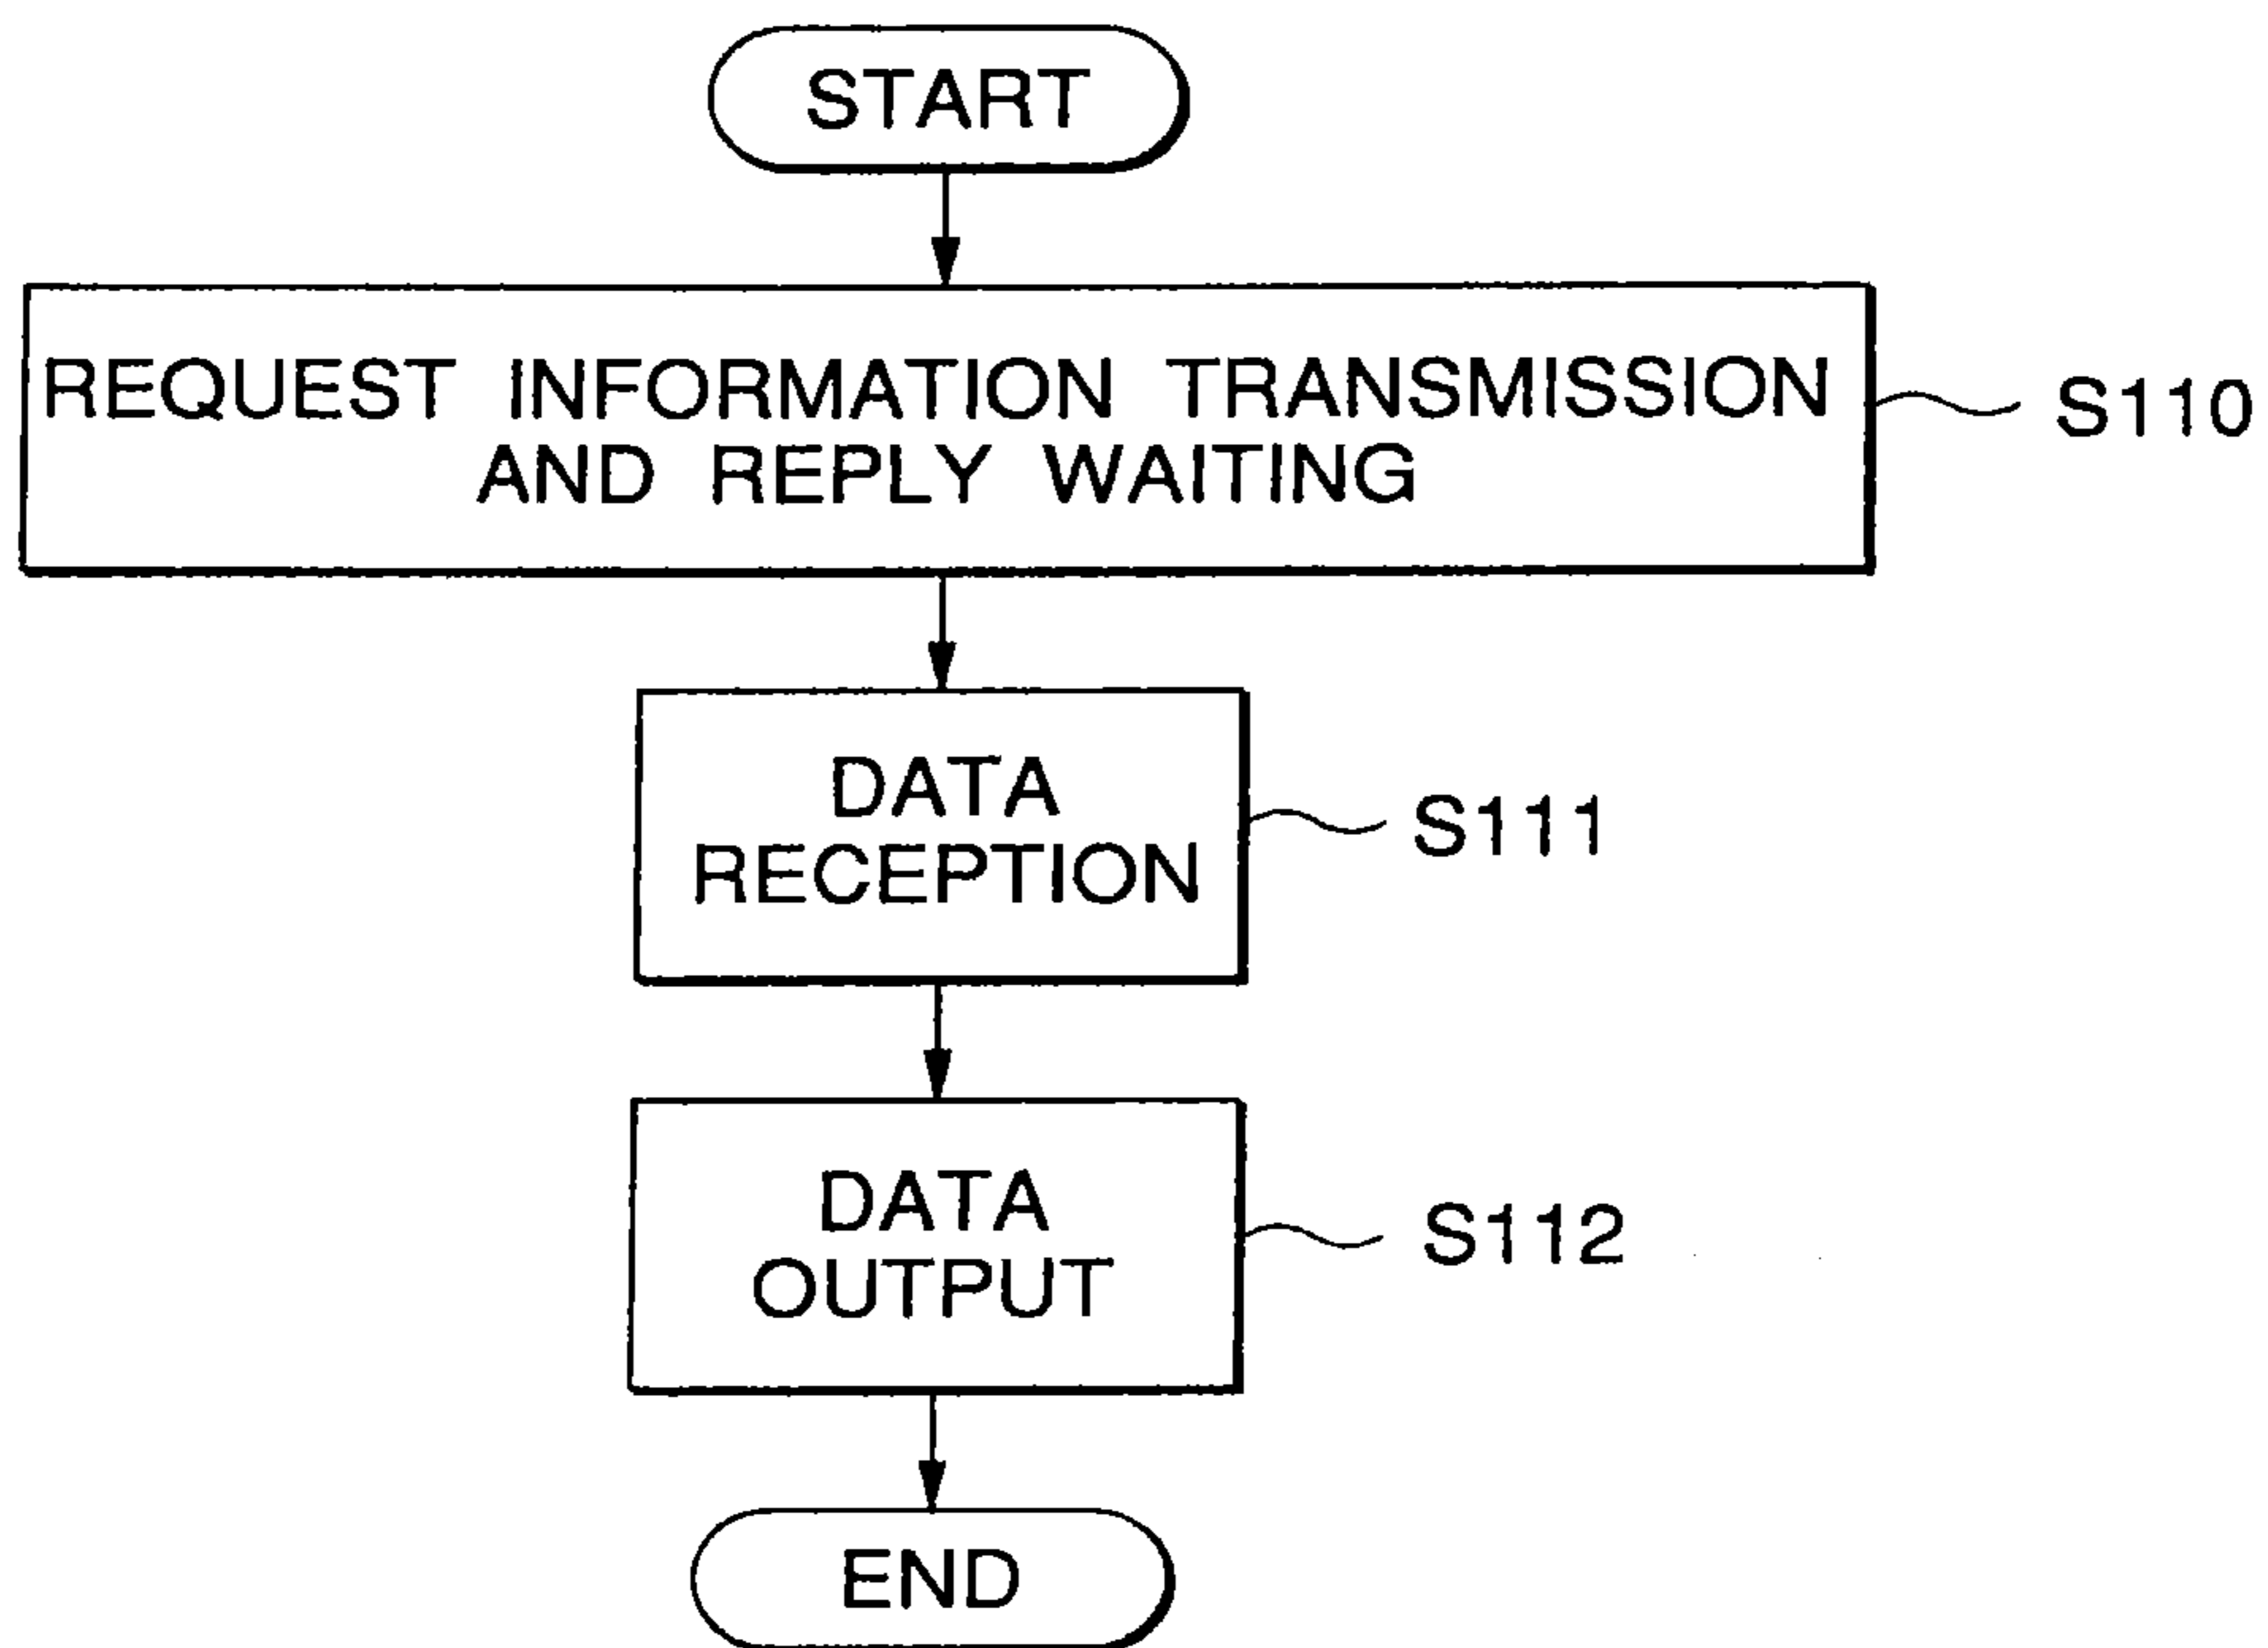 START
REQUEST INFORMATION TRANSMISSION
AND REPLY WAITING
S110
DATA
RECEPTION
S111
DATA
OUTPUT
S112
END